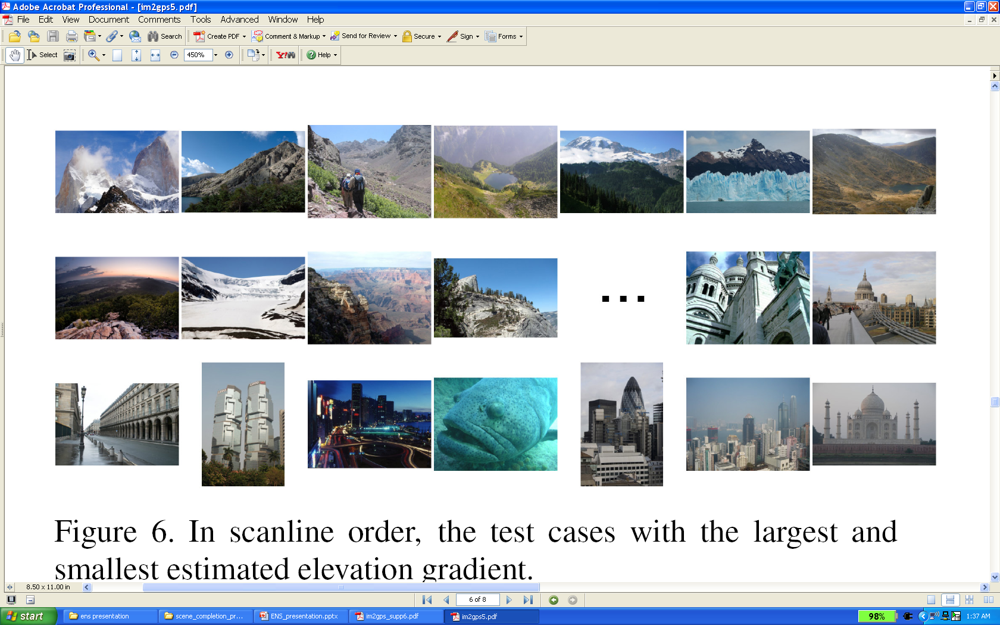 Adobe Acrobat Professional - [im2gps5.pdf]
File Edit View Document Comments Tools Advanced Window Help
Search Create PDF Comment & Markup Send for Review Secure Sign Forms
Select 450% Y! Help
...
Figure 6. In scanline order, the test cases with the largest and
smallest estimated elevation gradient.
8.50 x 11.00 in
6 of 8
start ens presentation scene_completion_pr... ENS_presentation.pptx im2gps_supp6.pdf im2gps5.pdf 98% 1:37 AM